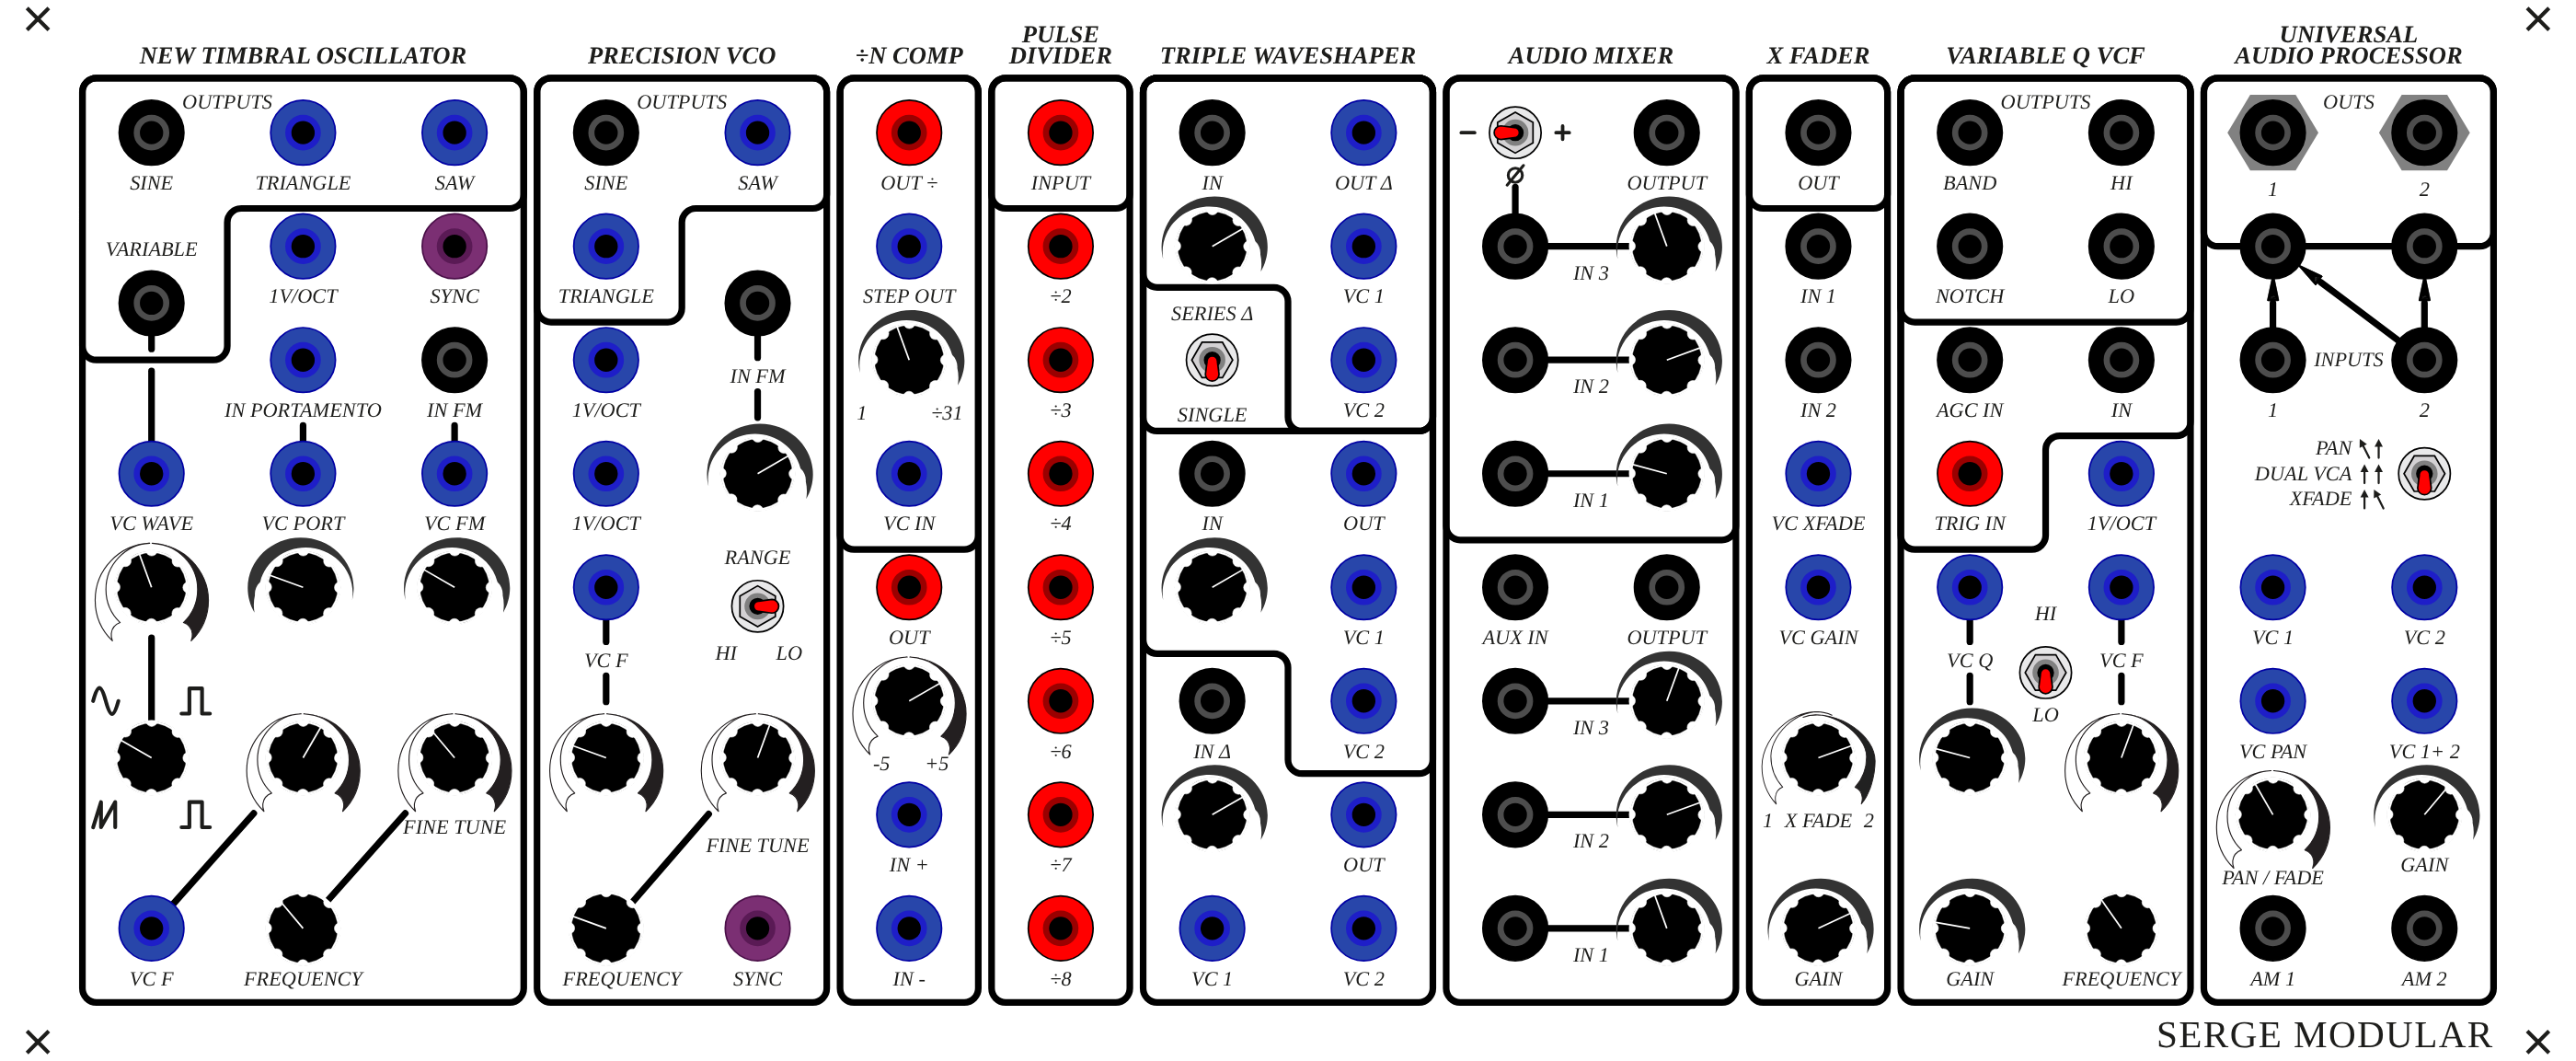 NEW TIMBRAL OSCILLATOR
OUTPUTS
SINE
TRIANGLE
SAW
VARIABLE
1V/OCT
SYNC
IN PORTAMENTO
IN FM
VC WAVE
VC PORT
VC FM
FINE TUNE
VC F
FREQUENCY
PRECISION VCO
OUTPUTS
SINE
SAW
TRIANGLE
IN FM
1V/OCT
1V/OCT
RANGE
HI LO
VC F
FINE TUNE
FREQUENCY
SYNC
÷N COMP
OUT ÷
STEP OUT
1 ÷31
VC IN
OUT
-5 +5
IN +
IN -
PULSE
DIVIDER
INPUT
÷2
÷3
÷4
÷5
÷6
÷7
÷8
TRIPLE WAVESHAPER
IN
OUT Δ
VC 1
SERIES Δ
SINGLE
VC 2
IN
OUT
VC 1
IN Δ
VC 2
OUT
VC 1
VC 2
AUDIO MIXER
− +
Ø
OUTPUT
IN 3
IN 2
IN 1
AUX IN
OUTPUT
IN 3
IN 2
IN 1
X FADER
OUT
IN 1
IN 2
VC XFADE
VC GAIN
1 X FADE 2
GAIN
VARIABLE Q VCF
OUTPUTS
BAND
HI
NOTCH
LO
AGC IN
IN
TRIG IN
1V/OCT
HI
VC Q
VC F
LO
GAIN
FREQUENCY
UNIVERSAL
AUDIO PROCESSOR
OUTS
1
2
INPUTS
1
2
PAN
DUAL VCA
XFADE
VC 1
VC 2
VC PAN
VC 1+ 2
PAN / FADE
GAIN
AM 1
AM 2
SERGE MODULAR